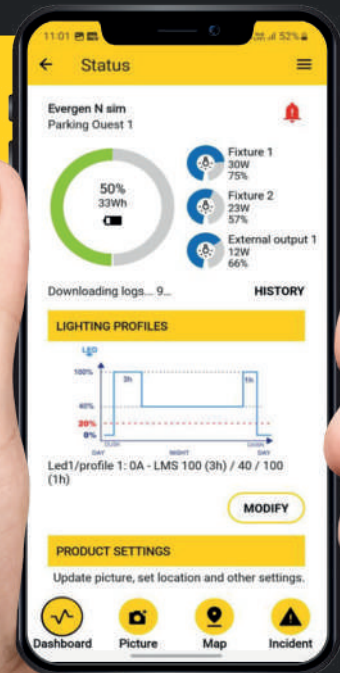 11:01
52%
Status
Evergen N sim
Parking Ouest 1
50%
33Wh
Fixture 1
30W
75%
Fixture 2
23W
57%
External output 1
12W
66%
Downloading logs... 9...
HISTORY
LIGHTING PROFILES
LED
100%
3h
1h
40%
20%
0%
DAY
NIGHT
DAY
Led1/profile 1: 0A - LMS 100 (3h) / 40 / 100
(1h)
MODIFY
PRODUCT SETTINGS
Update picture, set location and other settings.
Dashboard
Picture
Map
Incident